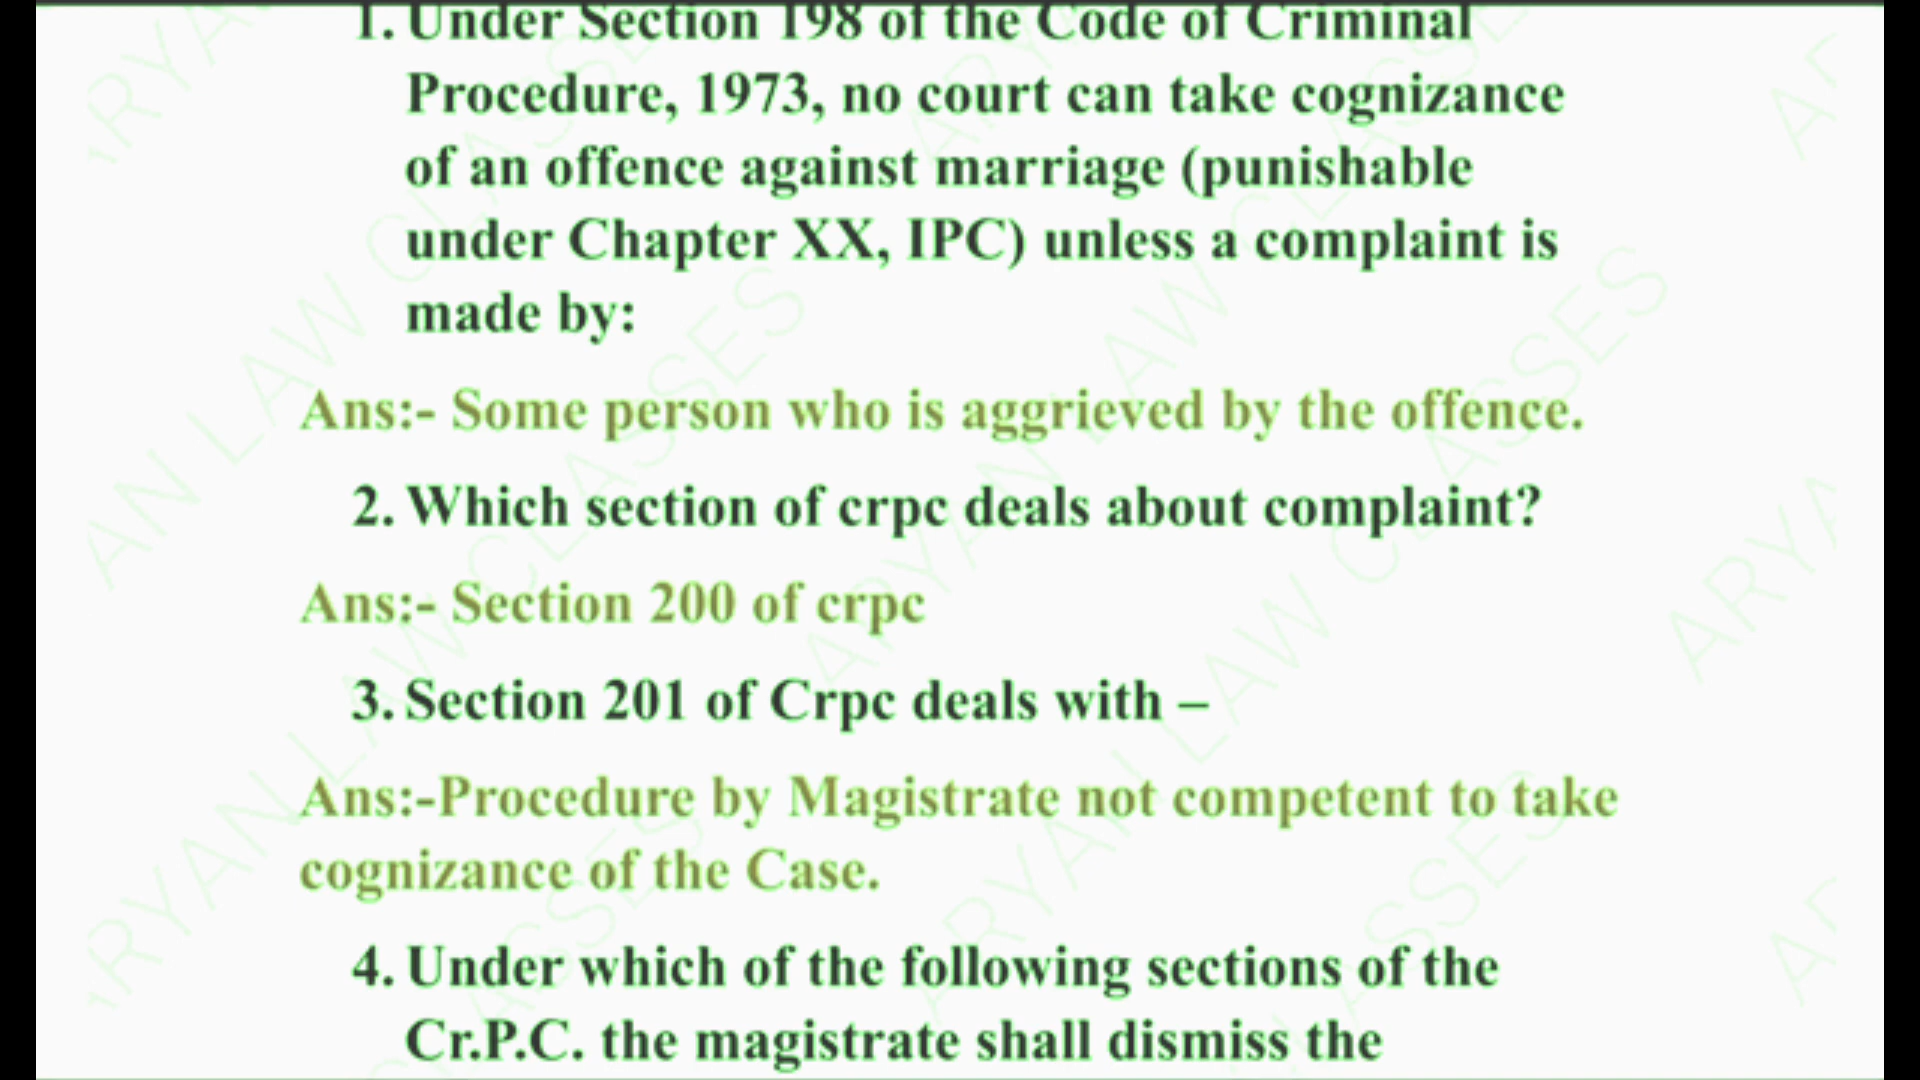 1. Under Section 198 of the Code of Criminal
Procedure, 1973, no court can take cognizance
of an offence against marriage (punishable
under Chapter XX, IPC) unless a complaint is
made by:
Ans:- Some person who is aggrieved by the offence.
2. Which section of crpc deals about complaint?
Ans:- Section 200 of crpc
3. Section 201 of Crpc deals with –
Ans:-Procedure by Magistrate not competent to take
cognizance of the Case.
4. Under which of the following sections of the
Cr.P.C. the magistrate shall dismiss the
ARYAN LAW CLASSES